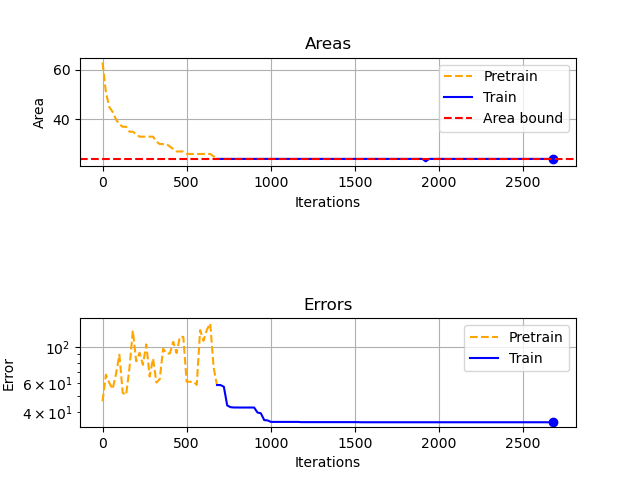 Areas
60
40
Area
Pretrain
Train
Area bound
0 500 1000 1500 2000 2500
Iterations
Errors
10²
6 × 10¹
4 × 10¹
Error
Pretrain
Train
0 500 1000 1500 2000 2500
Iterations